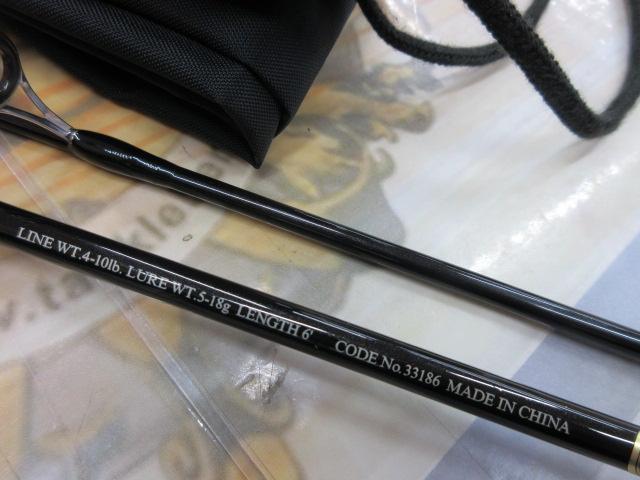 LINE WT.4-10lb. LURE WT.5-18g LENGTH 6' CODE No.33186 MADE IN CHINA